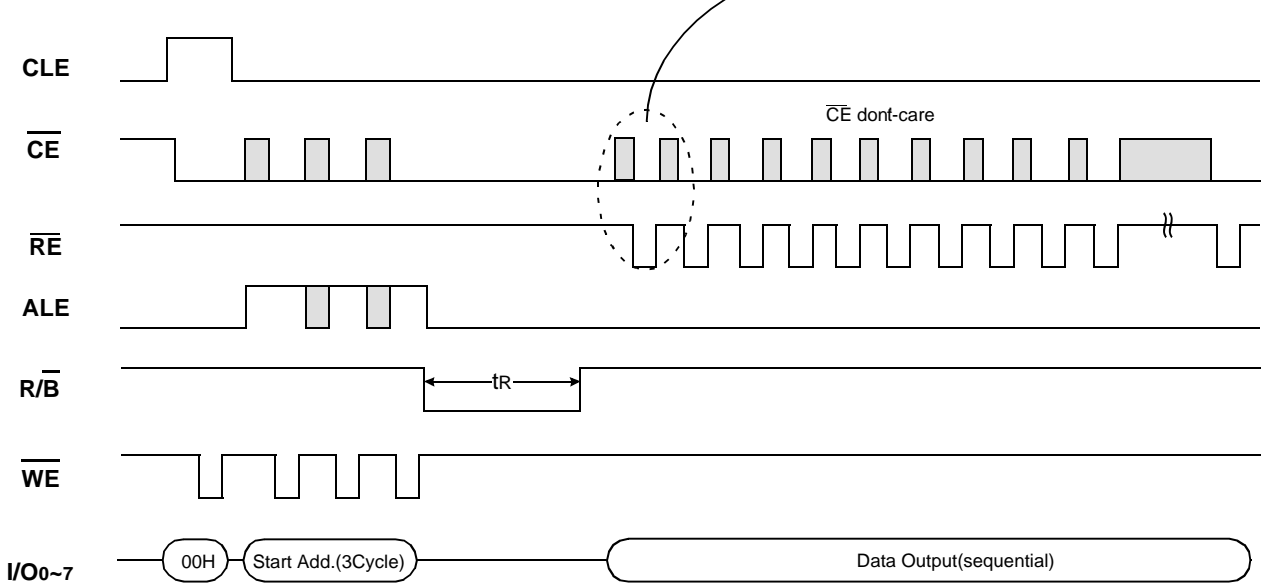 CLE
CE dont-care
CE
RE
ALE
R/B
tR
WE
I/O0~7
00H
Start Add.(3Cycle)
Data Output(sequential)